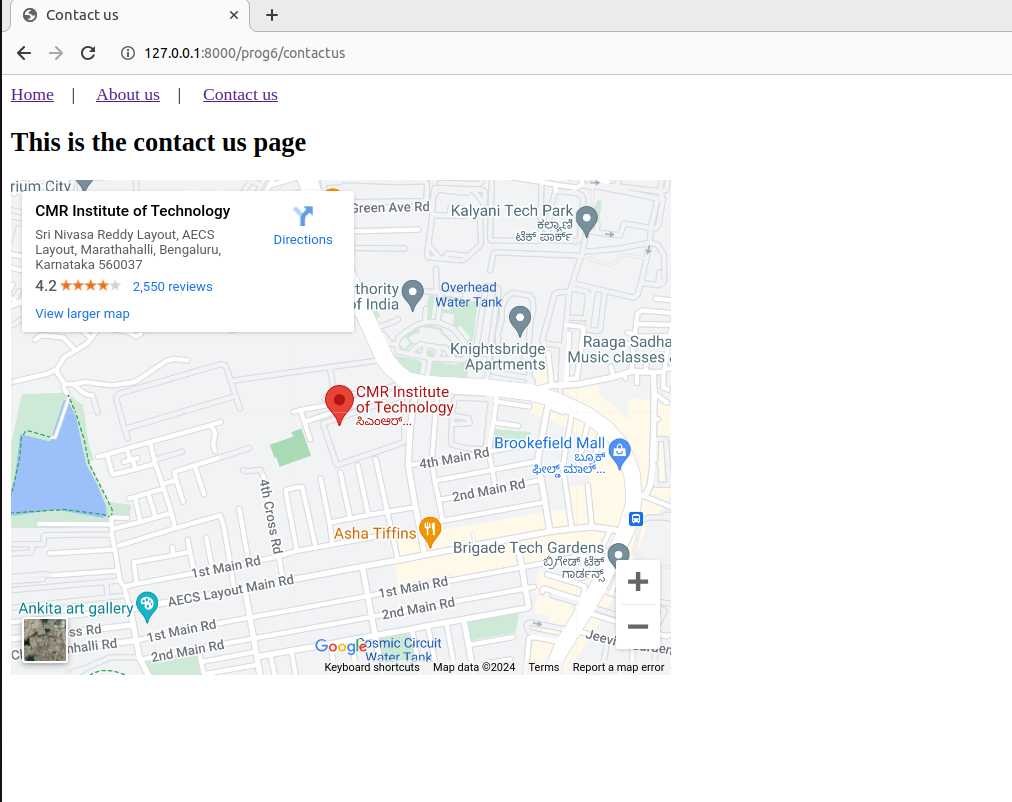 Contact us
127.0.0.1:8000/prog6/contactus
Home | About us | Contact us
This is the contact us page
rium City
CMR Institute of Technology
Sri Nivasa Reddy Layout, AECS
Layout, Marathahalli, Bengaluru,
Karnataka 560037
4.2 2,550 reviews
View larger map
Directions
Green Ave Rd
Kalyani Tech Park
ಕಲ್ಯಾಣಿ
ಟೆಕ್ ಪಾರ್ಕ್
thority
of India
Overhead
Water Tank
Knightsbridge
Apartments
Raaga Sadha
Music classes &
CMR Institute
of Technology
ಸಿಎಂಆರ್...
Brookefield Mall
ಬ್ರೂಕ್
ಫೀಲ್ಡ್ ಮಾಲ್...
4th Main Rd
2nd Main Rd
4th Cross Rd
Asha Tiffins
Brigade Tech Gardens
ಬ್ರಿಗೇಡ್ ಟೆಕ್
ಗಾರ್ಡನ್ಸ್
1st Main Rd
AECS Layout Main Rd
1st Main Rd
2nd Main Rd
Ankita art gallery
ss Rd
nhalli Rd
1st Main Rd
2nd Main Rd
Google
Cosmic Circuit
Water Tank
Jeevi
Garden
Keyboard shortcuts Map data ©2024 Terms Report a map error